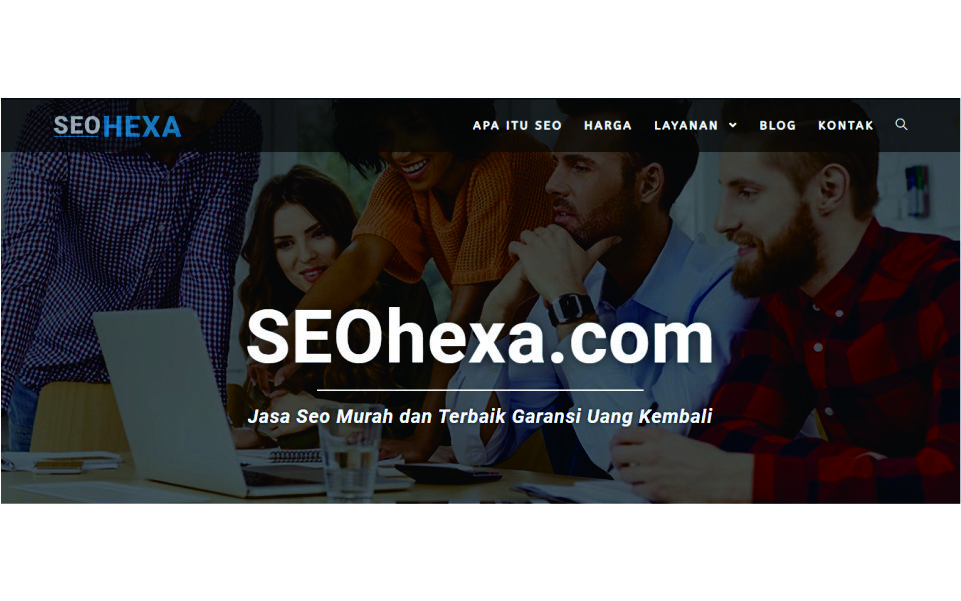 SEOHEXA
APA ITU SEO HARGA LAYANAN BLOG KONTAK
SEOhexa.com
Jasa Seo Murah dan Terbaik Garansi Uang Kembali